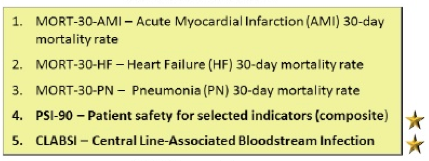 1. MORT-30-AMI – Acute Myocardial Infarction (AMI) 30-day
mortality rate
2. MORT-30-HF – Heart Failure (HF) 30-day mortality rate
3. MORT-30-PN – Pneumonia (PN) 30-day mortality rate
4. PSI-90 – Patient safety for selected indicators (composite)
5. CLABSI – Central Line-Associated Bloodstream Infection